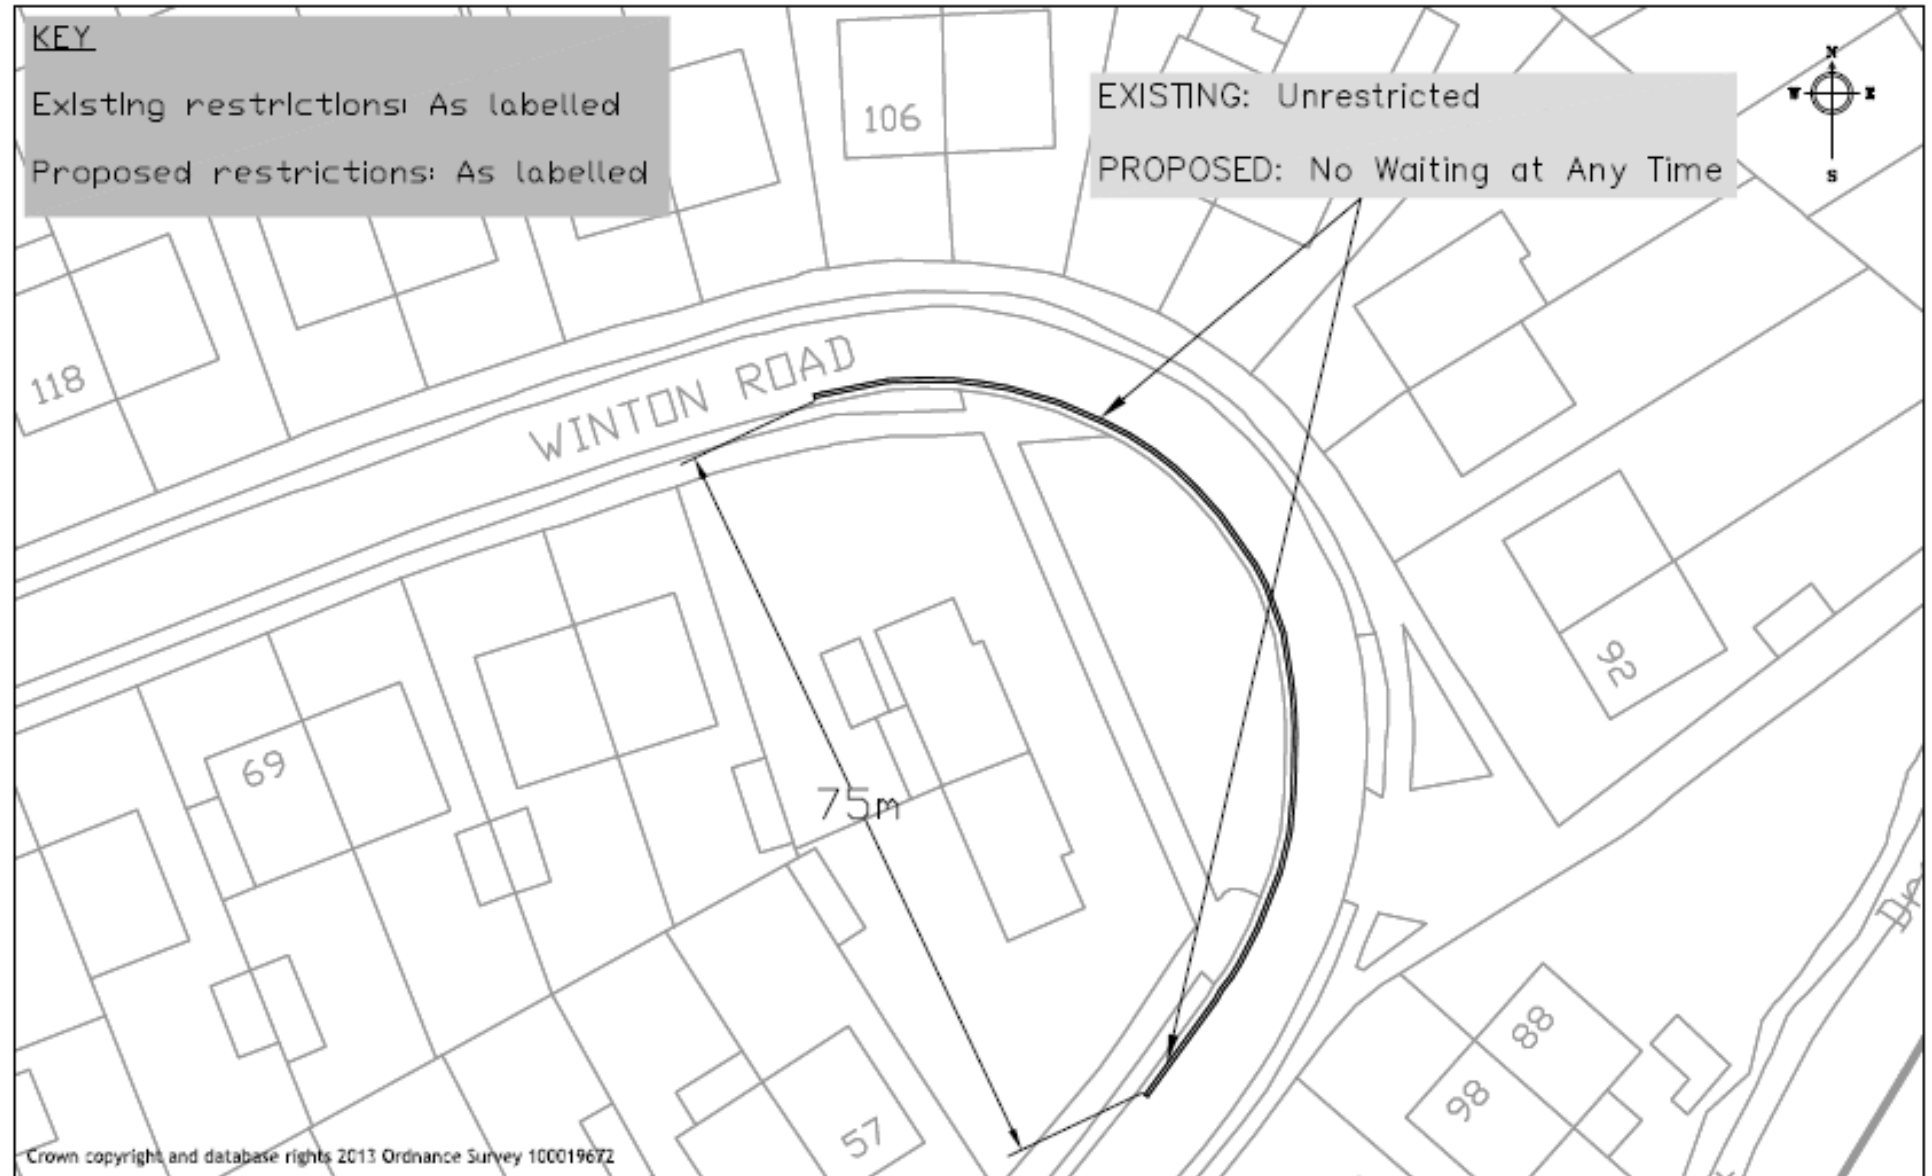 KEY
Existing restrictions: As labelled
Proposed restrictions: As labelled
EXISTING: Unrestricted
PROPOSED: No Waiting at Any Time
N
W E
S
106
118
WINTON ROAD
92
69
75m
88
86
57
Crown copyright and database rights 2013 Ordnance Survey 100019672